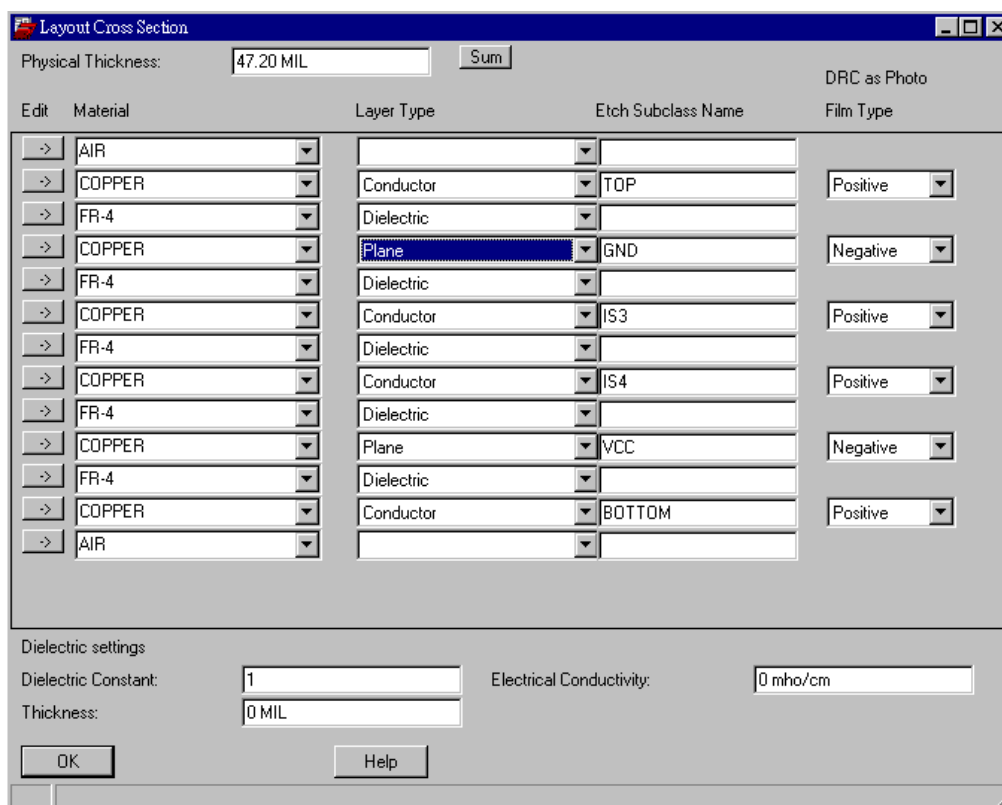 Layout Cross Section
Physical Thickness: 47.20 MIL Sum
DRC as Photo
Edit Material Layer Type Etch Subclass Name Film Type
-> AIR
-> COPPER Conductor TOP Positive
-> FR-4 Dielectric
-> COPPER Plane GND Negative
-> FR-4 Dielectric
-> COPPER Conductor IS3 Positive
-> FR-4 Dielectric
-> COPPER Conductor IS4 Positive
-> FR-4 Dielectric
-> COPPER Plane VCC Negative
-> FR-4 Dielectric
-> COPPER Conductor BOTTOM Positive
-> AIR
Dielectric settings
Dielectric Constant: 1 Electrical Conductivity: 0 mho/cm
Thickness: 0 MIL
OK Help